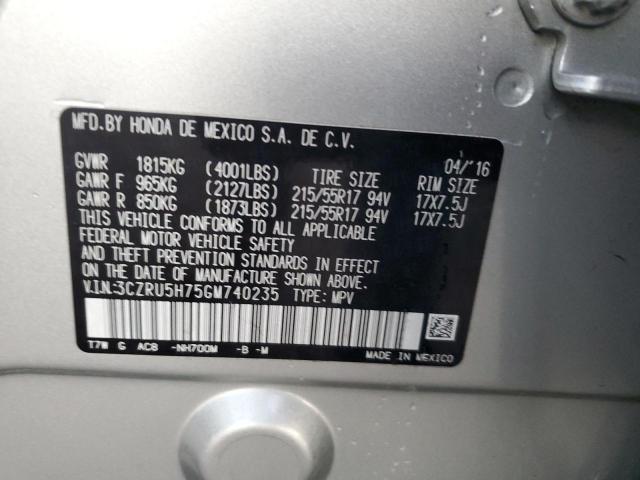 MFD.BY HONDA DE MEXICO S.A. DE C.V.
04/'16
GVWR 1815KG (4001LBS) TIRE SIZE RIM SIZE
GAWR F 965KG (2127LBS) 215/55R17 94V 17X7.5J
GAWR R 850KG (1873LBS) 215/55R17 94V 17X7.5J
THIS VEHICLE CONFORMS TO ALL APPLICABLE
FEDERAL MOTOR VEHICLE SAFETY
AND THEFT PREVENTION STANDARDS IN EFFECT
ON THE DATE OF MANUFACTURE SHOWN ABOVE.
V.I.N.:3CZRU5H75GM740235 TYPE: MPV
T7W G AC8 -NH700M -B -M
MADE IN MEXICO